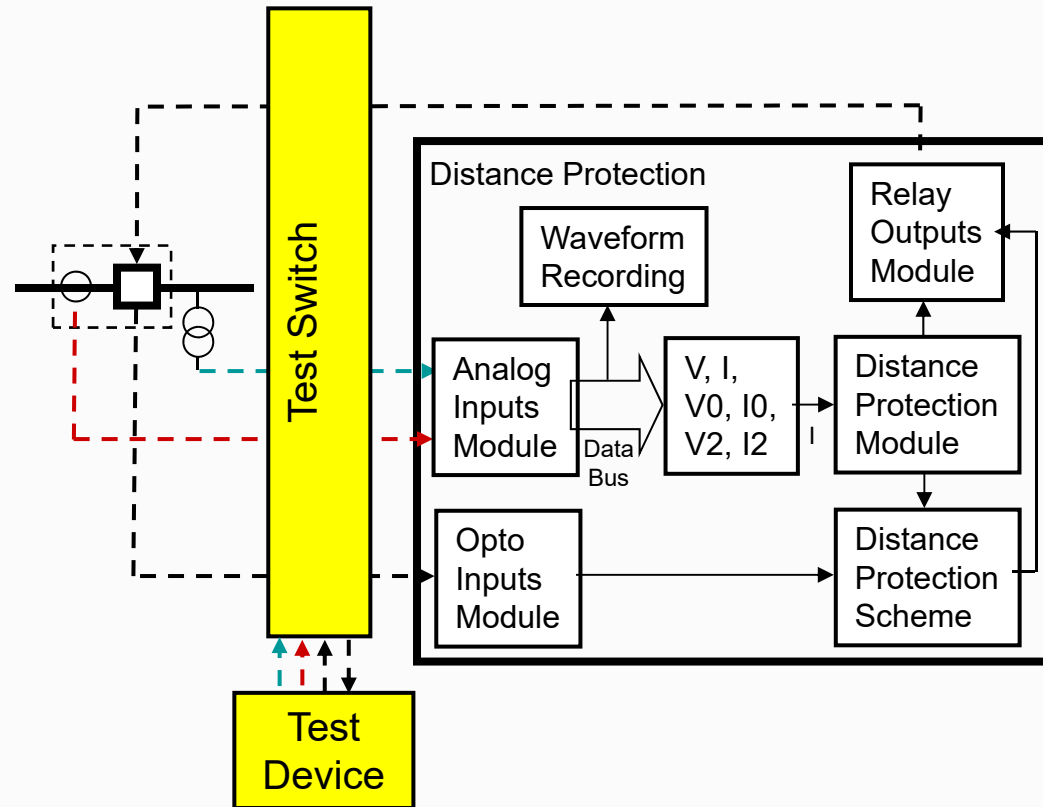 Distance Protection
Test Switch
Waveform
Recording
Relay
Outputs
Module
Analog
Inputs
Module
Data
Bus
V, I,
V0, I0,
V2, I2
I
Distance
Protection
Module
Opto
Inputs
Module
Distance
Protection
Scheme
Test
Device